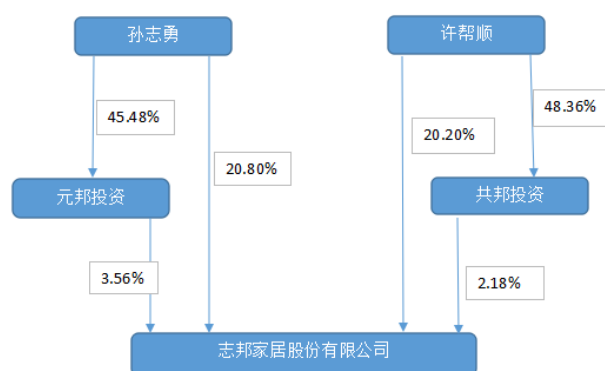 孙志勇
许帮顺
45.48%
48.36%
20.20%
20.80%
元邦投资
共邦投资
3.56%
2.18%
志邦家居股份有限公司